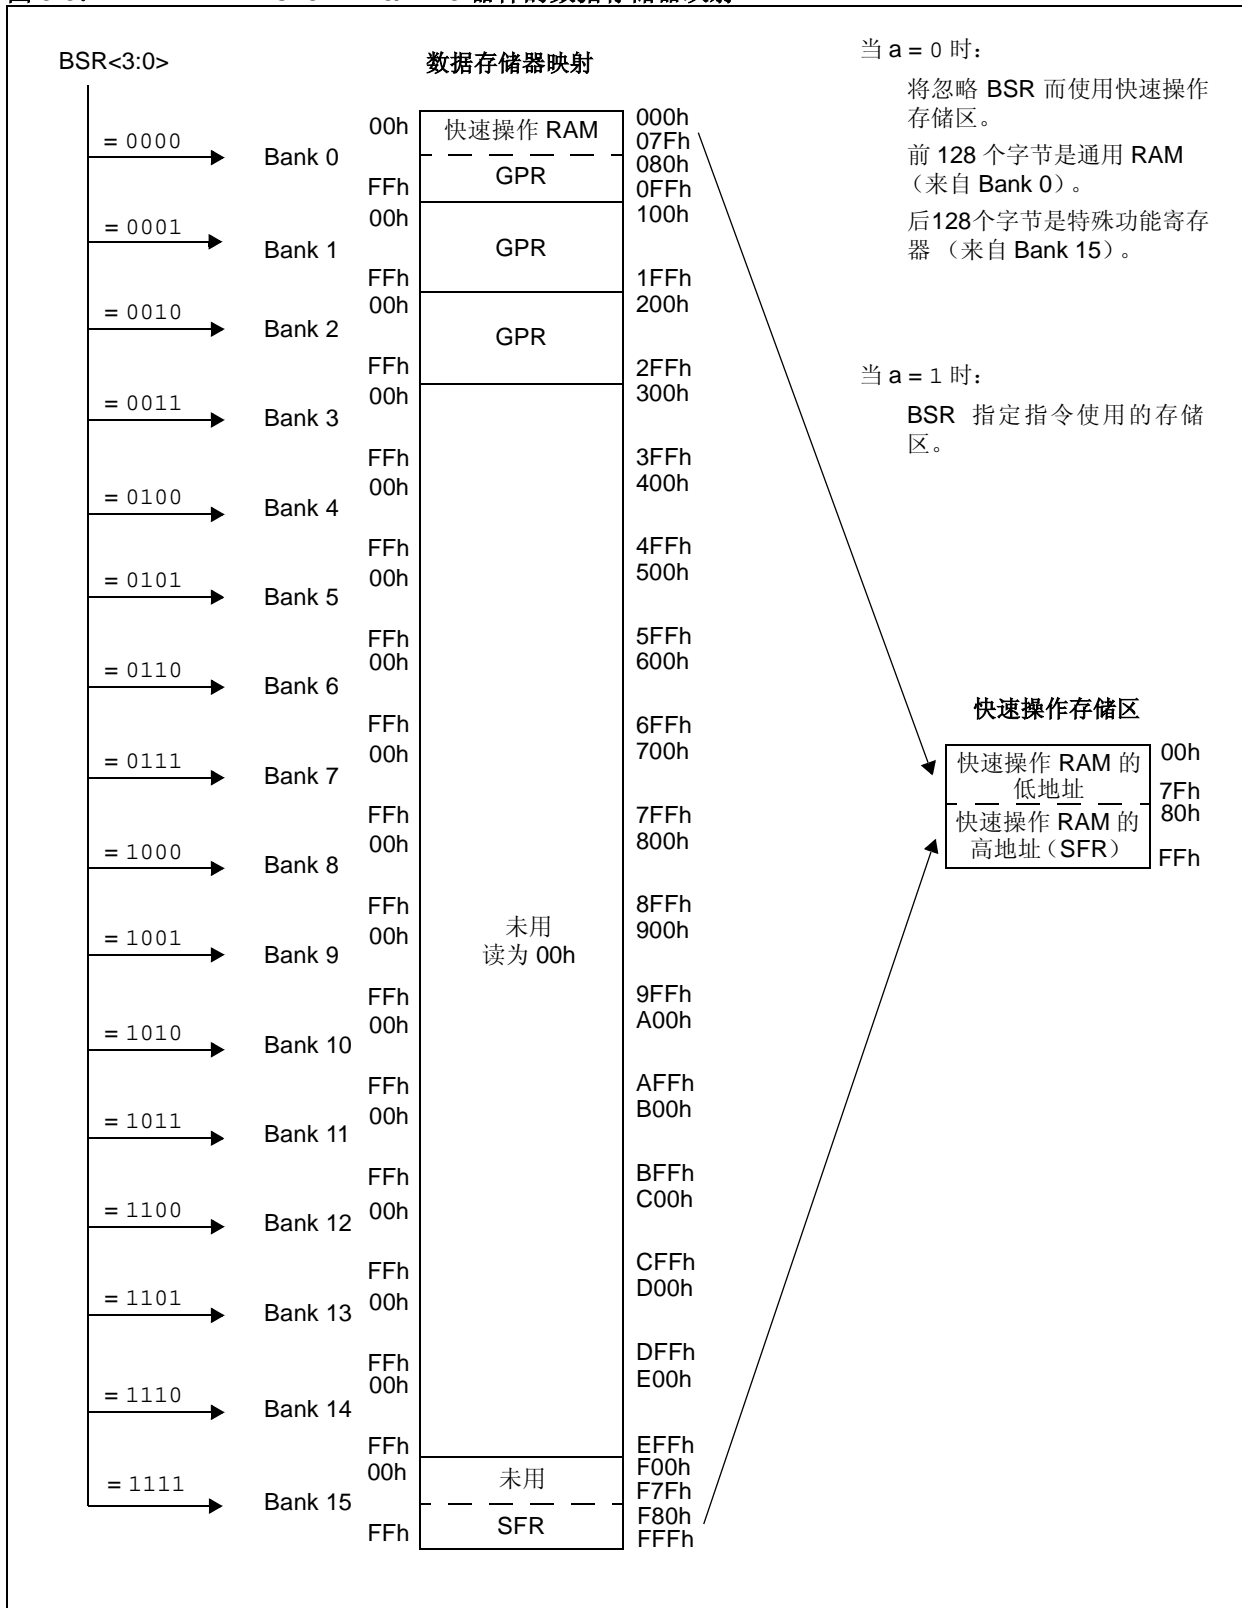 BSR<3:0>
数据存储器映射
= 0000
Bank 0
00h
快速操作 RAM
000h
07Fh
GPR
080h
FFh
0FFh
= 0001
Bank 1
00h
GPR
100h
FFh
1FFh
= 0010
Bank 2
00h
GPR
200h
FFh
2FFh
= 0011
Bank 3
00h
300h
FFh
3FFh
= 0100
Bank 4
00h
400h
FFh
4FFh
= 0101
Bank 5
00h
500h
FFh
5FFh
= 0110
Bank 6
00h
600h
FFh
6FFh
= 0111
Bank 7
00h
700h
FFh
7FFh
= 1000
Bank 8
00h
800h
FFh
8FFh
未用
读为 00h
= 1001
Bank 9
00h
900h
FFh
9FFh
= 1010
Bank 10
00h
A00h
FFh
AFFh
= 1011
Bank 11
00h
B00h
FFh
BFFh
= 1100
Bank 12
00h
C00h
FFh
CFFh
= 1101
Bank 13
00h
D00h
FFh
DFFh
= 1110
Bank 14
00h
E00h
FFh
EFFh
= 1111
Bank 15
00h
未用
F00h
F7Fh
SFR
F80h
FFh
FFFh
当 a = 0 时：
将忽略 BSR 而使用快速操作
存储区。
前 128 个字节是通用 RAM
（来自 Bank 0）。
后128个字节是特殊功能寄存
器 （来自 Bank 15）。
当 a = 1 时：
BSR 指定指令使用的存储
区。
快速操作存储区
快速操作 RAM 的
低地址
00h
7Fh
快速操作 RAM 的
高地址（SFR）
80h
FFh